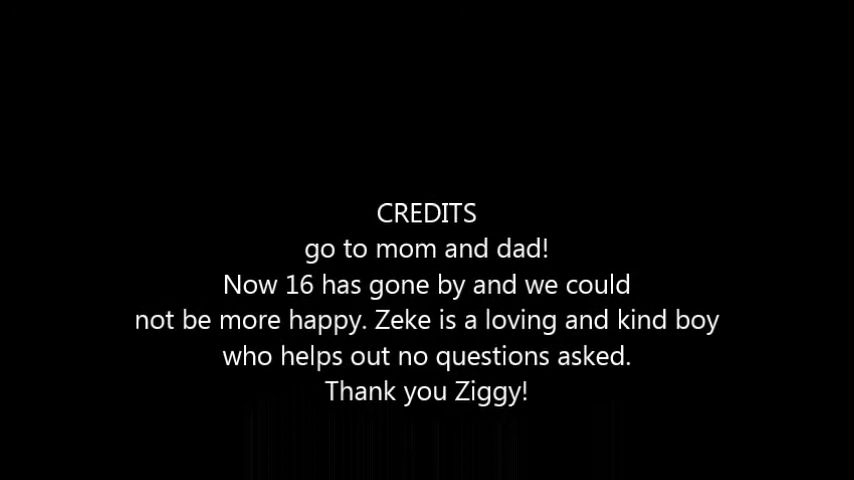 CREDITS
go to mom and dad!
Now 16 has gone by and we could
not be more happy. Zeke is a loving and kind boy
who helps out no questions asked.
Thank you Ziggy!